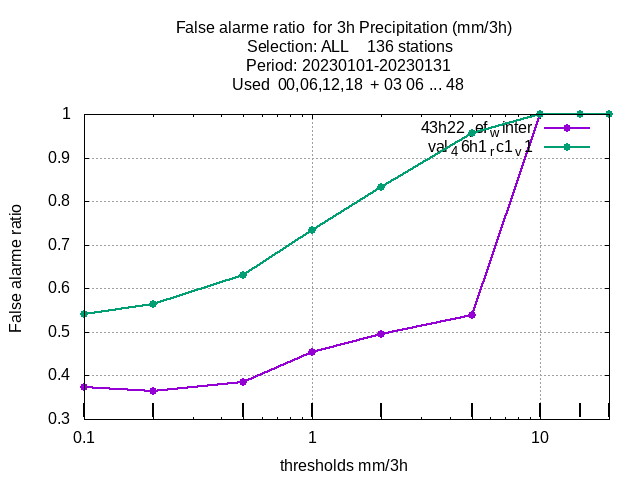 False alarme ratio  for 3h Precipitation (mm/3h)
Selection: ALL    136 stations
Period: 20230101-20230131
Used  00,06,12,18  + 03 06 ... 48
1
43h22_ef_winter
val_46h1_rc1_v1
0.9
0.8
0.7
0.6
0.5
0.4
0.3
False alarme ratio
0.1
1
10
thresholds mm/3h